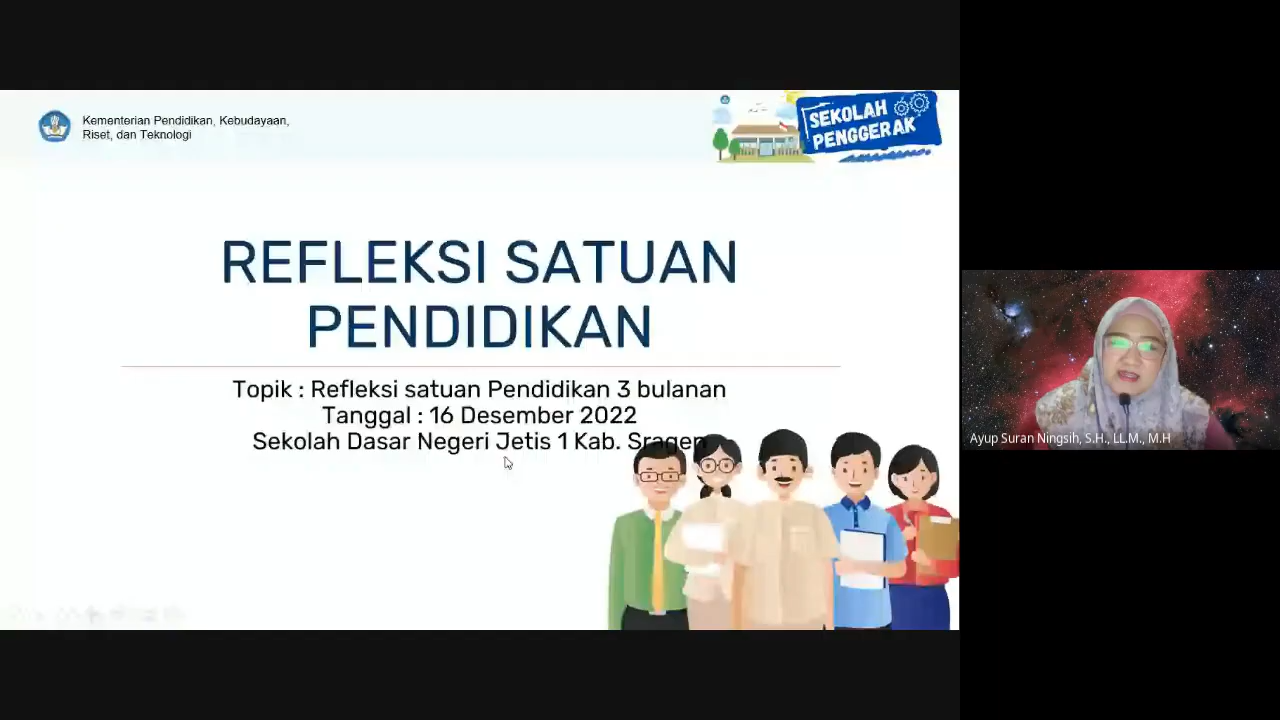 Kementerian Pendidikan, Kebudayaan,
Riset, dan Teknologi
SEKOLAH
PENGGERAK
REFLEKSI SATUAN
PENDIDIKAN
Topik : Refleksi satuan Pendidikan 3 bulanan
Tanggal : 16 Desember 2022
Sekolah Dasar Negeri Jetis 1 Kab. Sragen
Ayup Suran Ningsih, S.H., LL.M., M.H